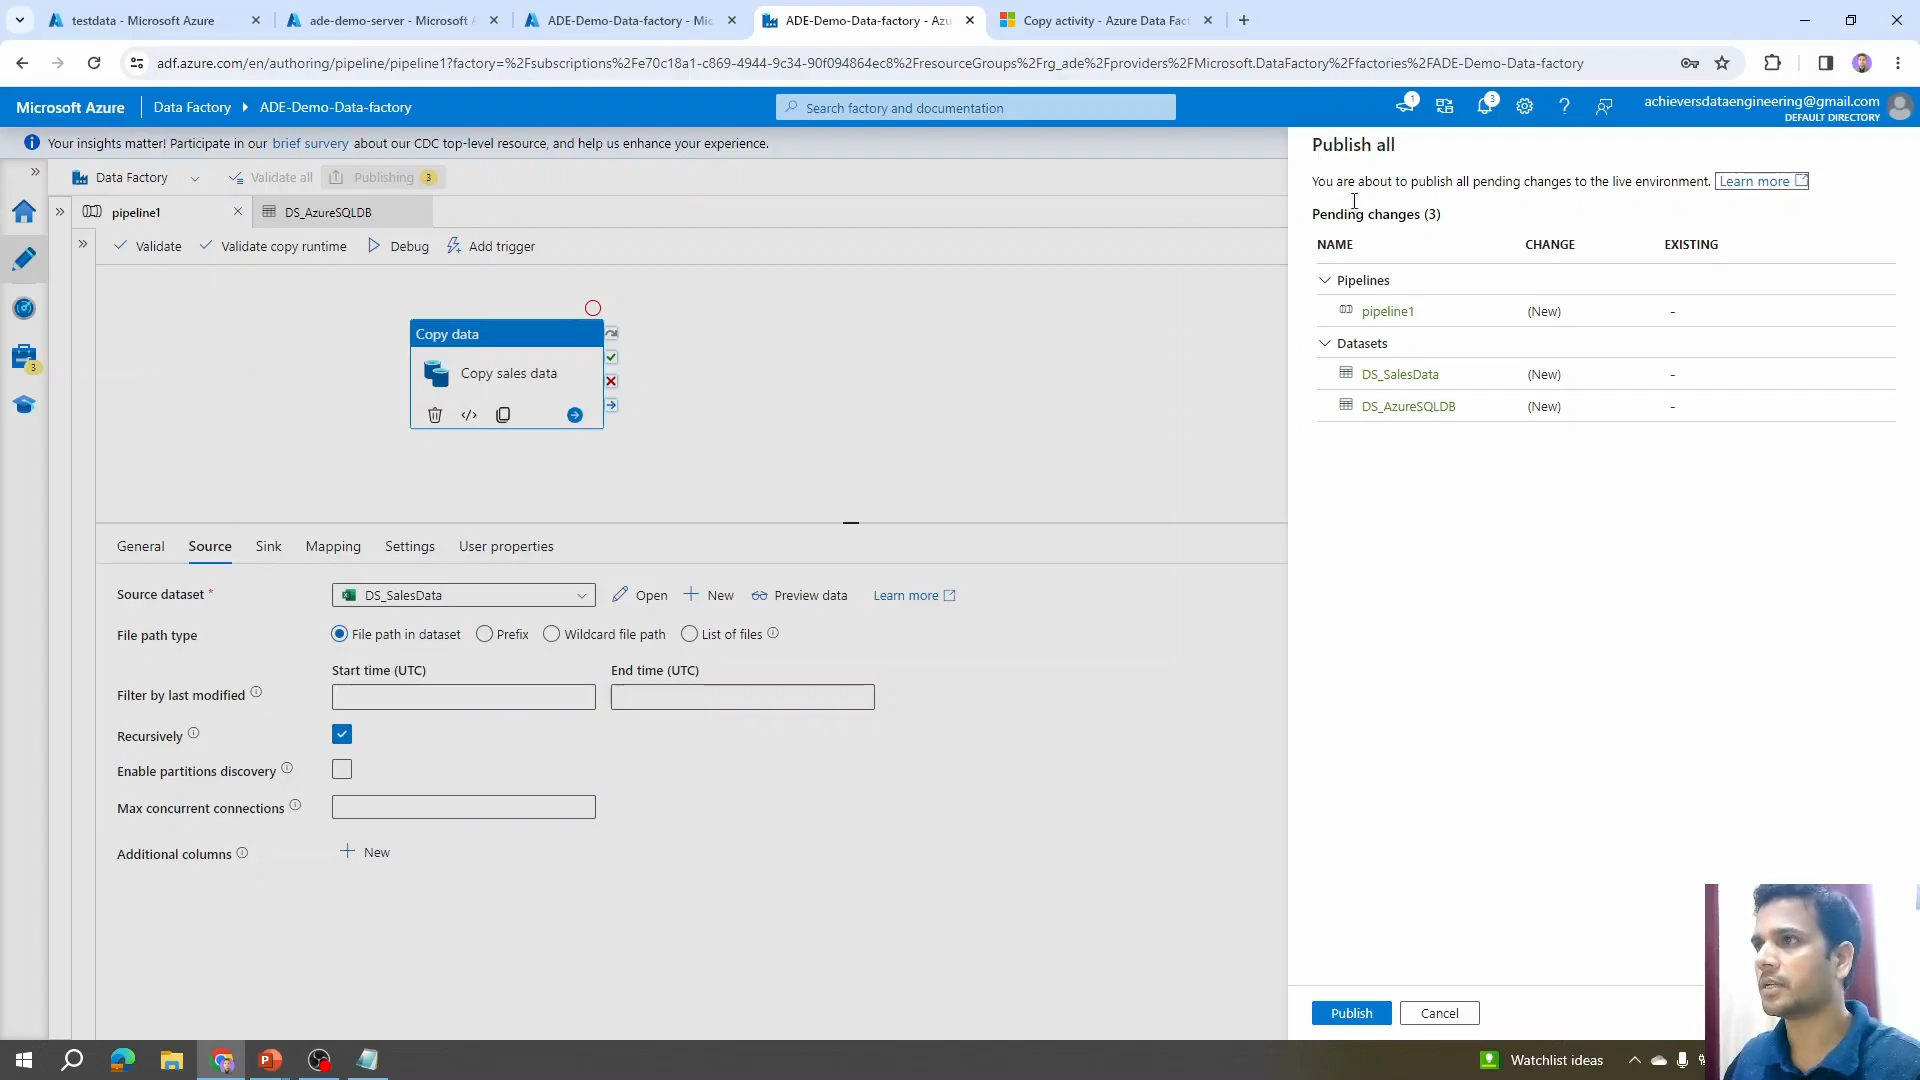 testdata - Microsoft Azure
ade-demo-server - Microsoft A
ADE-Demo-Data-factory - Mic
ADE-Demo-Data-factory - Azu
Copy activity - Azure Data Fact
adf.azure.com/en/authoring/pipeline/pipeline1?factory=%2Fsubscriptions%2Fe70c18a1-c869-4944-9c34-90f094864ec8%2FresourceGroups%2Frg_ade%2Fproviders%2FMicrosoft.DataFactory%2Ffactories%2FADE-Demo-Data-factory
Microsoft Azure
Data Factory
ADE-Demo-Data-factory
Search factory and documentation
1
3
achieversdataengineering@gmail.com
DEFAULT DIRECTORY
Your insights matter! Participate in our brief survery about our CDC top-level resource, and help us enhance your experience.
Data Factory
Validate all
Publishing 3
pipeline1
DS_AzureSQLDB
Validate
Validate copy runtime
Debug
Add trigger
3
Copy data
Copy sales data
General
Source
Sink
Mapping
Settings
User properties
Source dataset *
DS_SalesData
Open
New
Preview data
Learn more
File path type
File path in dataset
Prefix
Wildcard file path
List of files
Start time (UTC)
End time (UTC)
Filter by last modified
Recursively
Enable partitions discovery
Max concurrent connections
Additional columns
New
Publish all
You are about to publish all pending changes to the live environment. Learn more
Pending changes (3)
NAME CHANGE EXISTING
Pipelines
pipeline1 (New) -
Datasets
DS_SalesData (New) -
DS_AzureSQLDB (New) -
Publish
Cancel
Watchlist ideas